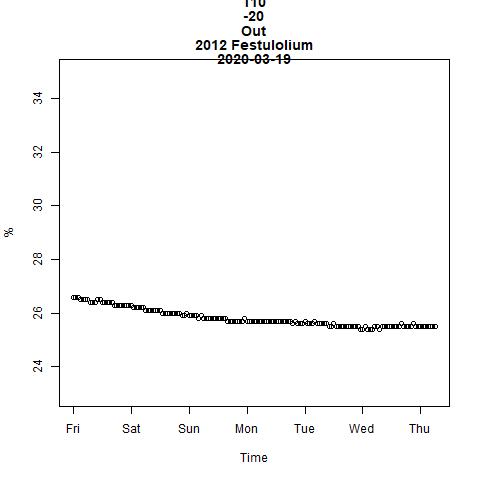 110
-20
Out
2012 Festulolium
2020-03-19
34
32
30
28
26
24
%
Fri Sat Sun Mon Tue Wed Thu
Time